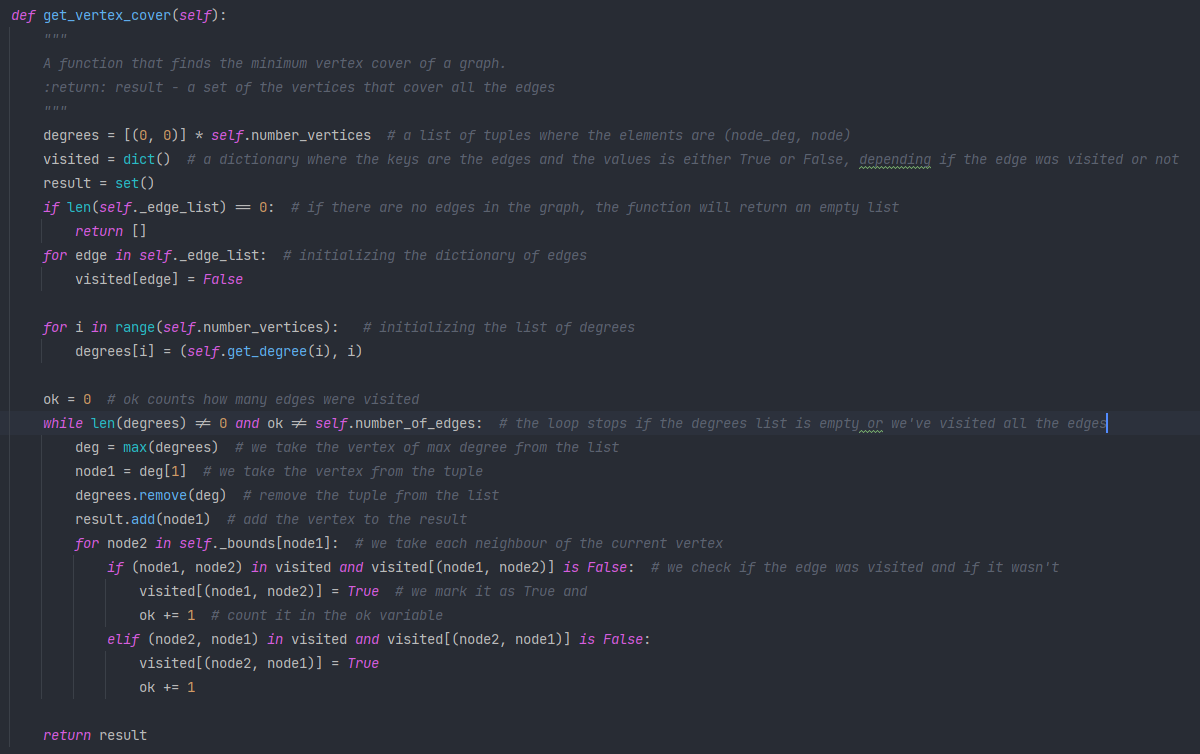 def get_vertex_cover(self):
    """
    A function that finds the minimum vertex cover of a graph.
    :return: result - a set of the vertices that cover all the edges
    """
    degrees = [(0, 0)] * self.number_vertices  # a list of tuples where the elements are (node_deg, node)
    visited = dict()  # a dictionary where the keys are the edges and the values is either True or False, depending if the edge was visited or not
    result = set()
    if len(self._edge_list) == 0:  # if there are no edges in the graph, the function will return an empty list
        return []
    for edge in self._edge_list:  # initializing the dictionary of edges
        visited[edge] = False

    for i in range(self.number_vertices):   # initializing the list of degrees
        degrees[i] = (self.get_degree(i), i)

    ok = 0  # ok counts how many edges were visited
    while len(degrees) != 0 and ok != self.number_of_edges:  # the loop stops if the degrees list is empty or we've visited all the edges
        deg = max(degrees)  # we take the vertex of max degree from the list
        node1 = deg[1]  # we take the vertex from the tuple
        degrees.remove(deg)  # remove the tuple from the list
        result.add(node1)  # add the vertex to the result
        for node2 in self._bounds[node1]:  # we take each neighbour of the current vertex
            if (node1, node2) in visited and visited[(node1, node2)] is False:  # we check if the edge was visited and if it wasn't
                visited[(node1, node2)] = True  # we mark it as True and
                ok += 1  # count it in the ok variable
            elif (node2, node1) in visited and visited[(node2, node1)] is False:
                visited[(node2, node1)] = True
                ok += 1

    return result